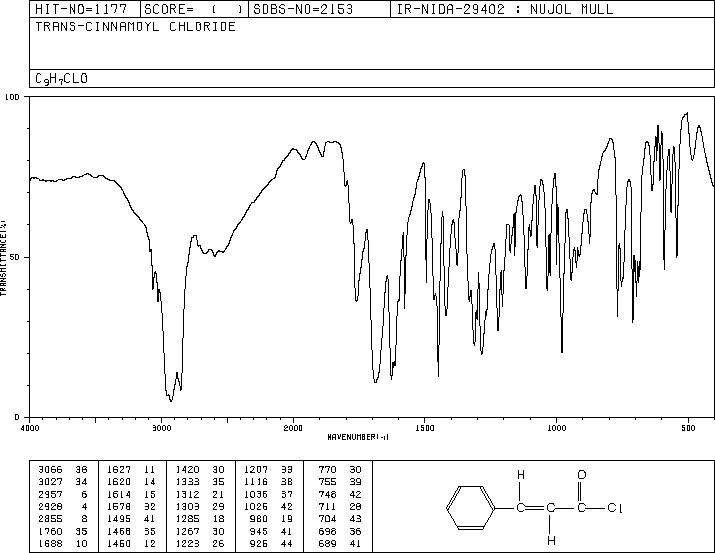 HIT-NO=1177 SCORE= ( ) SDBS-NO=2153 IR-NIDA-29402 : NUJOL MULL
TRANS-CINNAMOYL CHLORIDE
C9H7CLO
100
50
0
TRANSMITTANCE(%)
4000 3000 2000 1500 1000 500
WAVENUMBER(-1)
3066 36 1627 11 1420 30 1207 33 770 30
3027 34 1620 14 1333 35 1116 38 755 39
2957 6 1614 15 1312 21 1036 37 746 42
2928 4 1578 32 1303 29 1026 42 711 28
2855 8 1495 41 1285 18 980 19 704 43
1760 35 1468 35 1267 30 945 41 698 36
1688 10 1450 12 1223 26 925 44 689 41
H O
C C C Cl
H